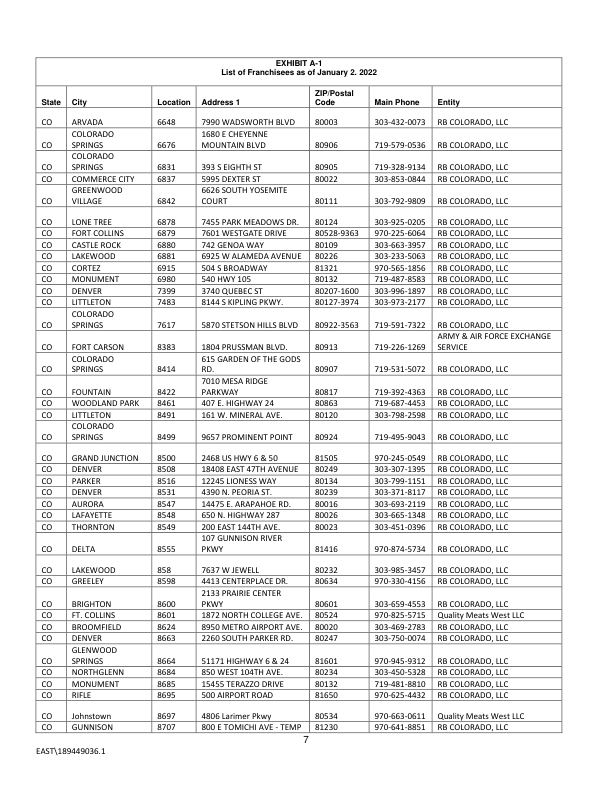 EXHIBIT A-1
List of Franchisees as of January 2. 2022
State City Location Address 1 ZIP/Postal Code Main Phone Entity
CO ARVADA 6648 7990 WADSWORTH BLVD 80003 303-432-0073 RB COLORADO, LLC
CO COLORADO SPRINGS 6676 1680 E CHEYENNE MOUNTAIN BLVD 80906 719-579-0536 RB COLORADO, LLC
CO COLORADO SPRINGS 6831 393 S EIGHTH ST 80905 719-328-9134 RB COLORADO, LLC
CO COMMERCE CITY 6837 5995 DEXTER ST 80022 303-853-0844 RB COLORADO, LLC
CO GREENWOOD VILLAGE 6842 6626 SOUTH YOSEMITE COURT 80111 303-792-9809 RB COLORADO, LLC
CO LONE TREE 6878 7455 PARK MEADOWS DR. 80124 303-925-0205 RB COLORADO, LLC
CO FORT COLLINS 6879 7601 WESTGATE DRIVE 80528-9363 970-225-6064 RB COLORADO, LLC
CO CASTLE ROCK 6880 742 GENOA WAY 80109 303-663-3957 RB COLORADO, LLC
CO LAKEWOOD 6881 6925 W ALAMEDA AVENUE 80226 303-233-5063 RB COLORADO, LLC
CO CORTEZ 6915 504 S BROADWAY 81321 970-565-1856 RB COLORADO, LLC
CO MONUMENT 6980 540 HWY 105 80132 719-487-8583 RB COLORADO, LLC
CO DENVER 7399 3740 QUEBEC ST 80207-1600 303-996-1897 RB COLORADO, LLC
CO LITTLETON 7483 8144 S KIPLING PKWY. 80127-3974 303-973-2177 RB COLORADO, LLC
CO COLORADO SPRINGS 7617 5870 STETSON HILLS BLVD 80922-3563 719-591-7322 RB COLORADO, LLC
CO FORT CARSON 8383 1804 PRUSSMAN BLVD. 80913 719-226-1269 ARMY & AIR FORCE EXCHANGE SERVICE
CO COLORADO SPRINGS 8414 615 GARDEN OF THE GODS RD. 80907 719-531-5072 RB COLORADO, LLC
CO FOUNTAIN 8422 7010 MESA RIDGE PARKWAY 80817 719-392-4363 RB COLORADO, LLC
CO WOODLAND PARK 8461 407 E. HIGHWAY 24 80863 719-687-4453 RB COLORADO, LLC
CO LITTLETON 8491 161 W. MINERAL AVE. 80120 303-798-2598 RB COLORADO, LLC
CO COLORADO SPRINGS 8499 9657 PROMINENT POINT 80924 719-495-9043 RB COLORADO, LLC
CO GRAND JUNCTION 8500 2468 US HWY 6 & 50 81505 970-245-0549 RB COLORADO, LLC
CO DENVER 8508 18408 EAST 47TH AVENUE 80249 303-307-1395 RB COLORADO, LLC
CO PARKER 8516 12245 LIONESS WAY 80134 303-799-1151 RB COLORADO, LLC
CO DENVER 8531 4390 N. PEORIA ST. 80239 303-371-8117 RB COLORADO, LLC
CO AURORA 8547 14475 E. ARAPAHOE RD. 80016 303-693-2119 RB COLORADO, LLC
CO LAFAYETTE 8548 650 N. HIGHWAY 287 80026 303-665-1348 RB COLORADO, LLC
CO THORNTON 8549 200 EAST 144TH AVE. 80023 303-451-0396 RB COLORADO, LLC
CO DELTA 8555 107 GUNNISON RIVER PKWY 81416 970-874-5734 RB COLORADO, LLC
CO LAKEWOOD 858 7637 W JEWELL 80232 303-985-3457 RB COLORADO, LLC
CO GREELEY 8598 4413 CENTERPLACE DR. 80634 970-330-4156 RB COLORADO, LLC
CO BRIGHTON 8600 2133 PRAIRIE CENTER PKWY 80601 303-659-4553 RB COLORADO, LLC
CO FT. COLLINS 8601 1872 NORTH COLLEGE AVE. 80524 970-825-5715 Quality Meats West LLC
CO BROOMFIELD 8624 8950 METRO AIRPORT AVE. 80020 303-469-2783 RB COLORADO, LLC
CO DENVER 8663 2260 SOUTH PARKER RD. 80247 303-750-0074 RB COLORADO, LLC
CO GLENWOOD SPRINGS 8664 51171 HIGHWAY 6 & 24 81601 970-945-9312 RB COLORADO, LLC
CO NORTHGLENN 8684 850 WEST 104TH AVE. 80234 303-450-5328 RB COLORADO, LLC
CO MONUMENT 8685 15455 TERAZZO DRIVE 80132 719-481-8810 RB COLORADO, LLC
CO RIFLE 8695 500 AIRPORT ROAD 81650 970-625-4432 RB COLORADO, LLC
CO Johnstown 8697 4806 Larimer Pkwy 80534 970-663-0611 Quality Meats West LLC
CO GUNNISON 8707 800 E TOMICHI AVE - TEMP 81230 970-641-8851 RB COLORADO, LLC
7
EAST\189449036.1